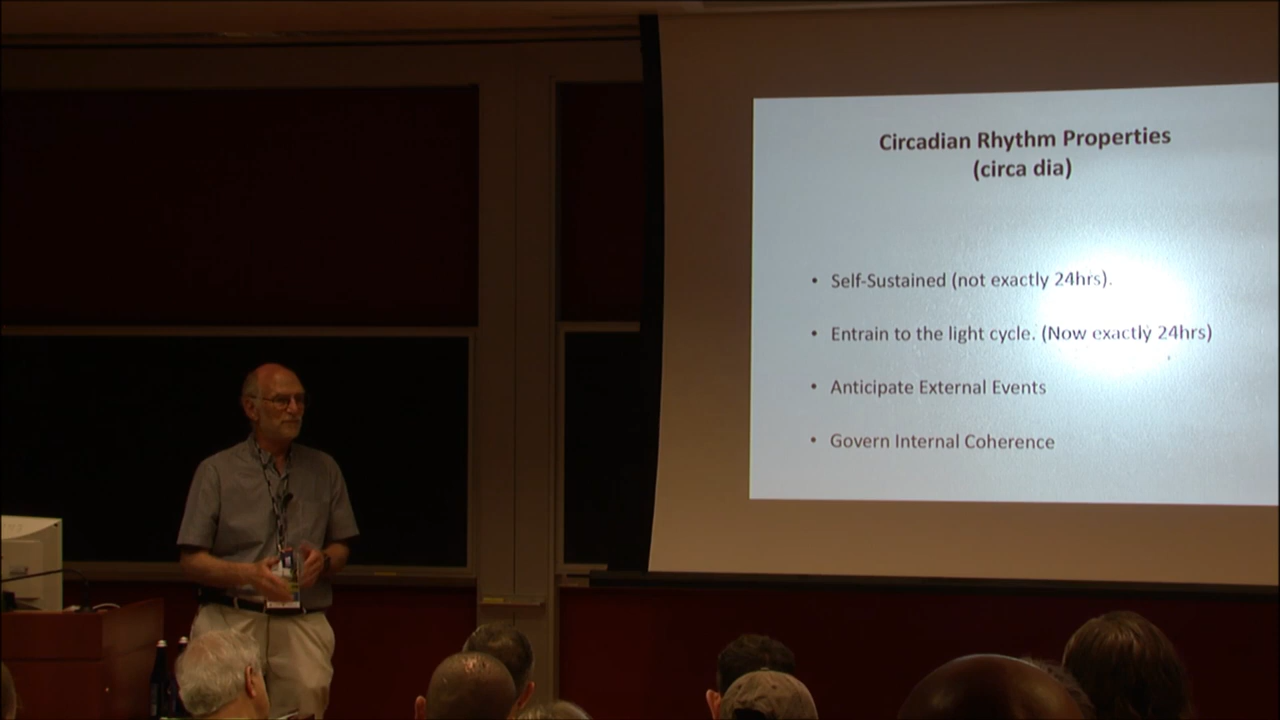 Circadian Rhythm Properties
(circa dia)
• Self-Sustained (not exactly 24hrs).
• Entrain to the light cycle. (Now exactly 24hrs)
• Anticipate External Events
• Govern Internal Coherence